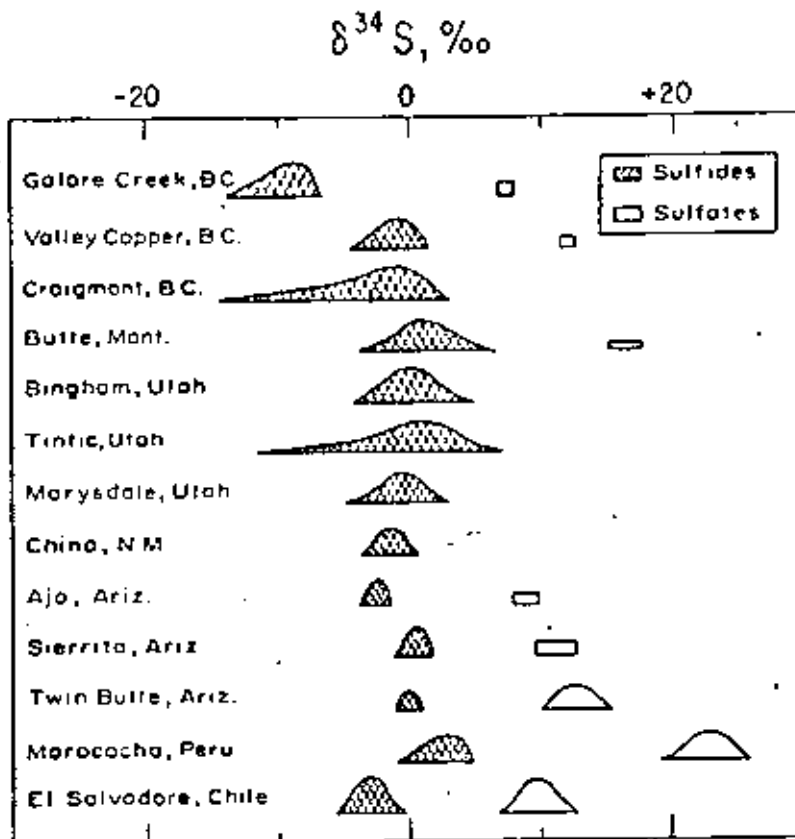 δ34S, ‰
-20 0 +20
Galore Creek, BC
Sulfides
Sulfates
Valley Copper, B.C.
Craigmont, B.C.
Butte, Mont.
Bingham, Utah
Tintic, Utah
Marysdale, Utah
Chino, N M
Ajo, Ariz.
Sierrita, Ariz
Twin Butte, Ariz.
Morococha, Peru
El Salvadore, Chile